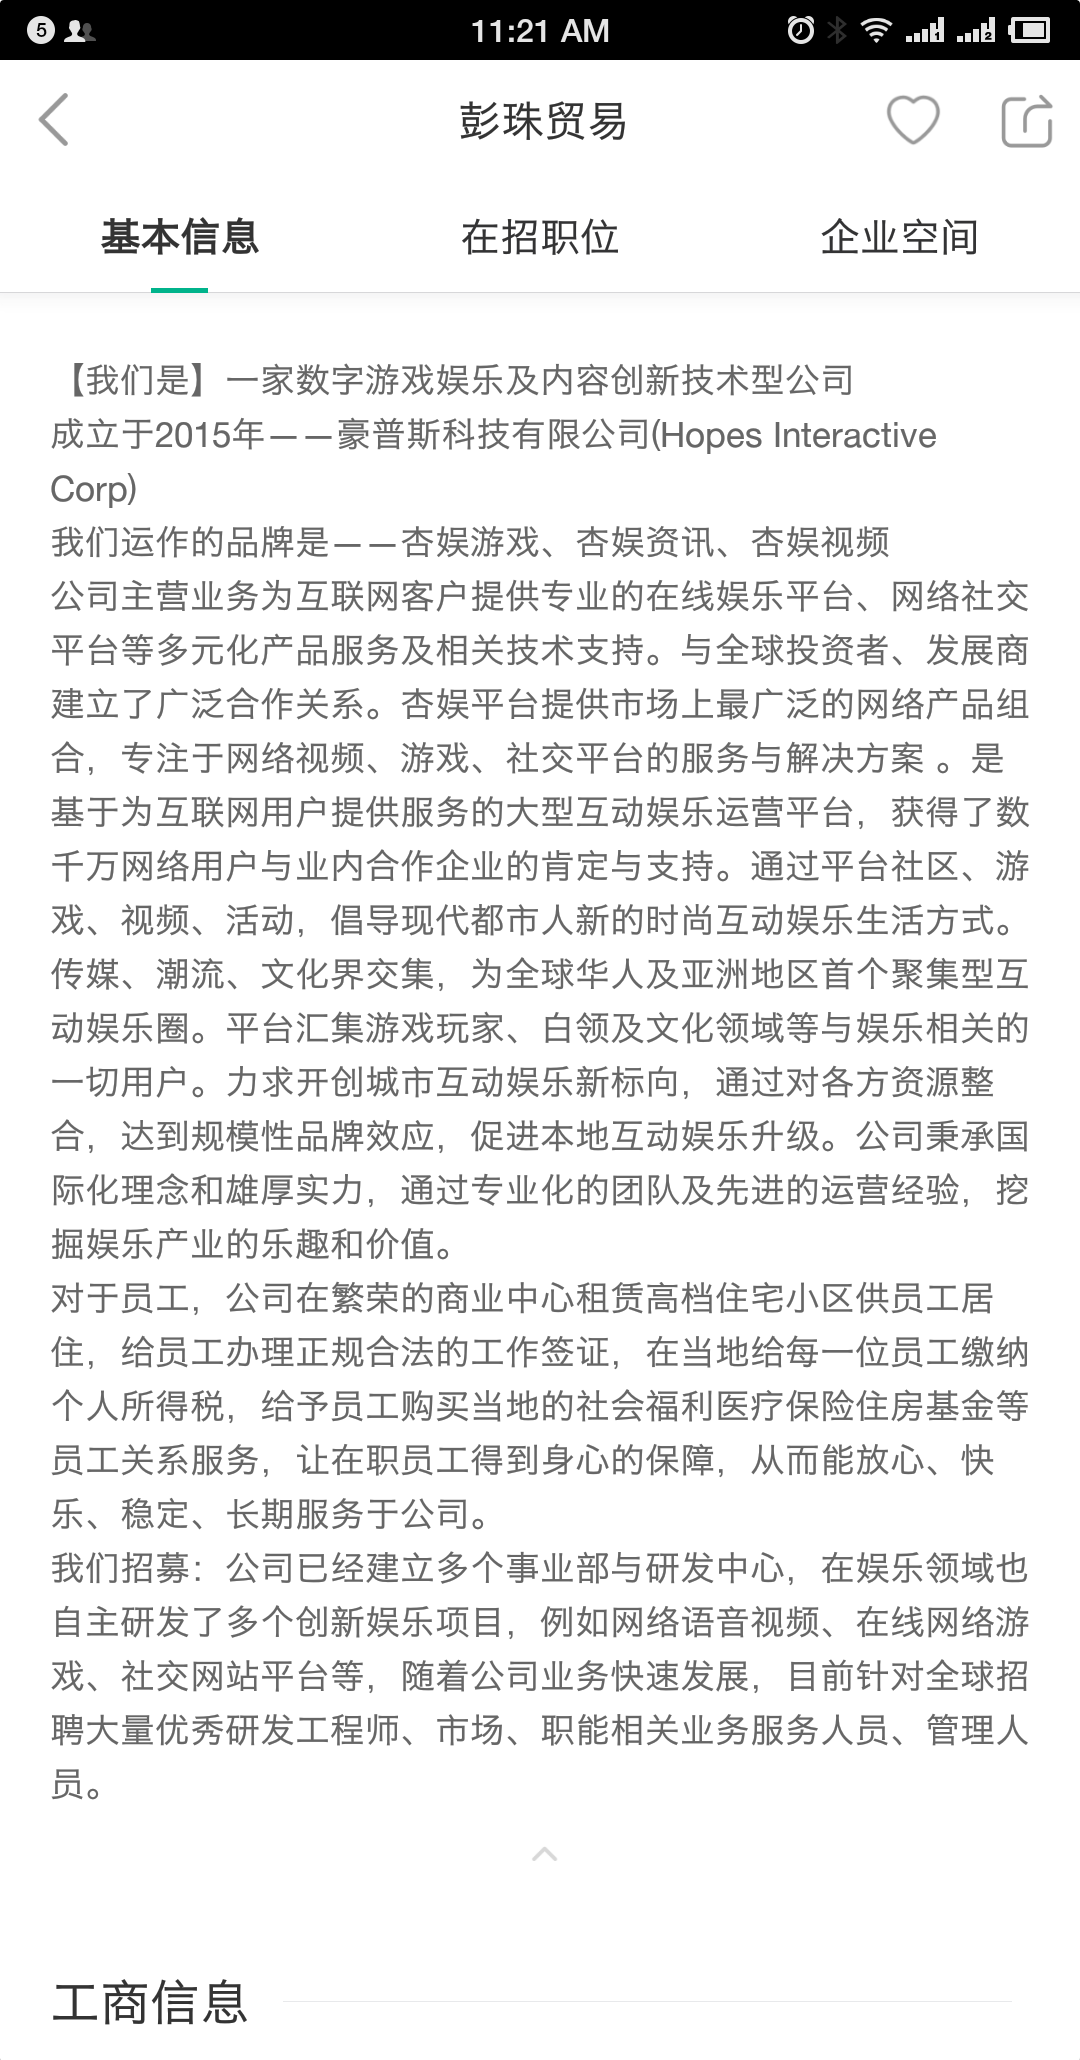 5
11:21 AM
1
2
彭珠贸易
基本信息
在招职位
企业空间
【我们是】一家数字游戏娱乐及内容创新技术型公司
成立于2015年——豪普斯科技有限公司(Hopes Interactive
Corp)
我们运作的品牌是——杏娱游戏、杏娱资讯、杏娱视频
公司主营业务为互联网客户提供专业的在线娱乐平台、网络社交
平台等多元化产品服务及相关技术支持。与全球投资者、发展商
建立了广泛合作关系。杏娱平台提供市场上最广泛的网络产品组
合，专注于网络视频、游戏、社交平台的服务与解决方案 。是
基于为互联网用户提供服务的大型互动娱乐运营平台，获得了数
千万网络用户与业内合作企业的肯定与支持。通过平台社区、游
戏、视频、活动，倡导现代都市人新的时尚互动娱乐生活方式。
传媒、潮流、文化界交集，为全球华人及亚洲地区首个聚集型互
动娱乐圈。平台汇集游戏玩家、白领及文化领域等与娱乐相关的
一切用户。力求开创城市互动娱乐新标向，通过对各方资源整
合，达到规模性品牌效应，促进本地互动娱乐升级。公司秉承国
际化理念和雄厚实力，通过专业化的团队及先进的运营经验，挖
掘娱乐产业的乐趣和价值。
对于员工，公司在繁荣的商业中心租赁高档住宅小区供员工居
住，给员工办理正规合法的工作签证，在当地给每一位员工缴纳
个人所得税，给予员工购买当地的社会福利医疗保险住房基金等
员工关系服务，让在职员工得到身心的保障，从而能放心、快
乐、稳定、长期服务于公司。
我们招募：公司已经建立多个事业部与研发中心，在娱乐领域也
自主研发了多个创新娱乐项目，例如网络语音视频、在线网络游
戏、社交网站平台等，随着公司业务快速发展，目前针对全球招
聘大量优秀研发工程师、市场、职能相关业务服务人员、管理人
员。
工商信息